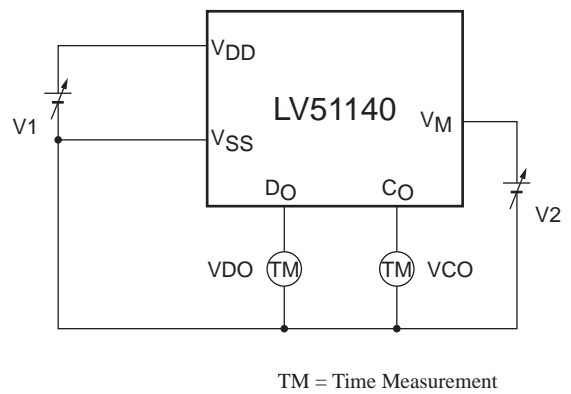 VDD
V1
LV51140
VM
VSS
DO
CO
V2
VDO
TM
TM
VCO
TM = Time Measurement